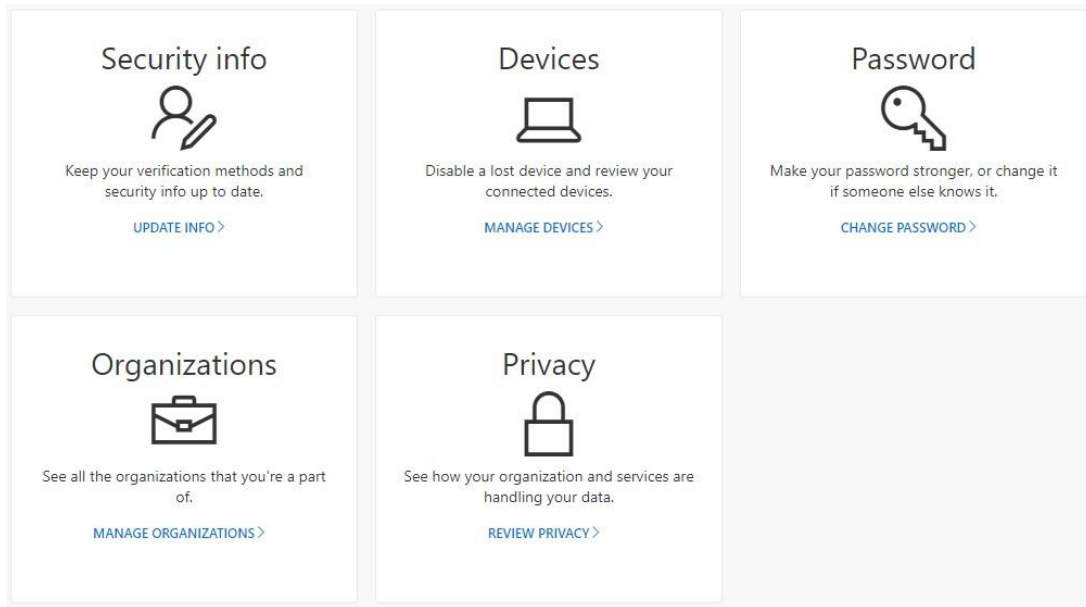 Security info
Keep your verification methods and
security info up to date.
UPDATE INFO >
Devices
Disable a lost device and review your
connected devices.
MANAGE DEVICES >
Password
Make your password stronger, or change it
if someone else knows it.
CHANGE PASSWORD >
Organizations
See all the organizations that you're a part
of.
MANAGE ORGANIZATIONS >
Privacy
See how your organization and services are
handling your data.
REVIEW PRIVACY >